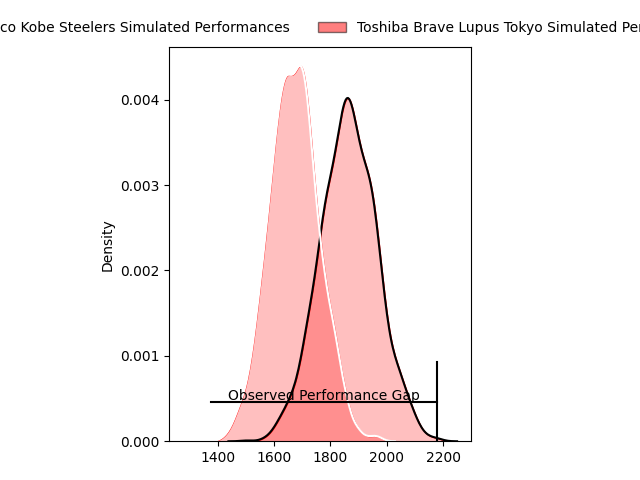 co Kobe Steelers Simulated Performances
Toshiba Brave Lupus Tokyo Simulated
Density
0.004
0.003
0.002
0.001
0.000
Observed Performance Gap
1400 1600 1800 2000 2200